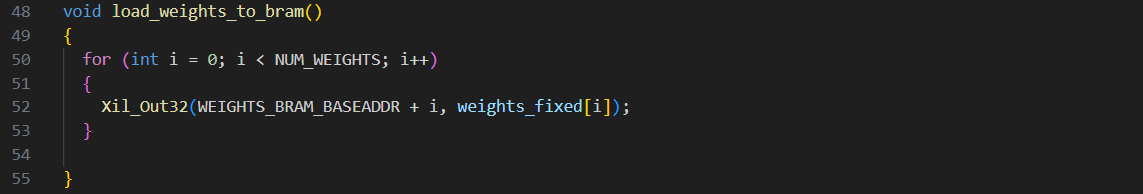 48 void load_weights_to_bram()
49 {
50   for (int i = 0; i < NUM_WEIGHTS; i++)
51   {
52     Xil_Out32(WEIGHTS_BRAM_BASEADDR + i, weights_fixed[i]);
53   }
54
55 }